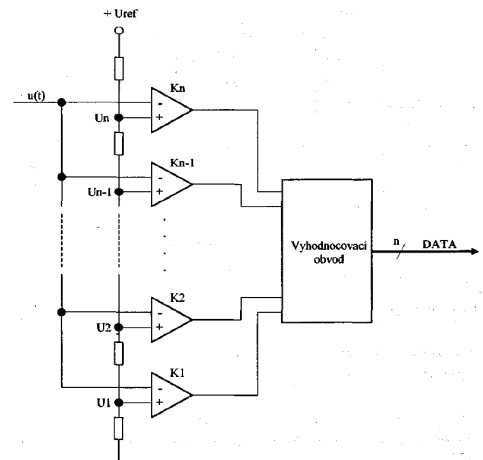 + Uref
u(t)
Kn
-
Un
+
Kn-1
-
Un-1
+
Vyhodnocovací
obvod
n
DATA
K2
-
U2
+
K1
-
U1
+